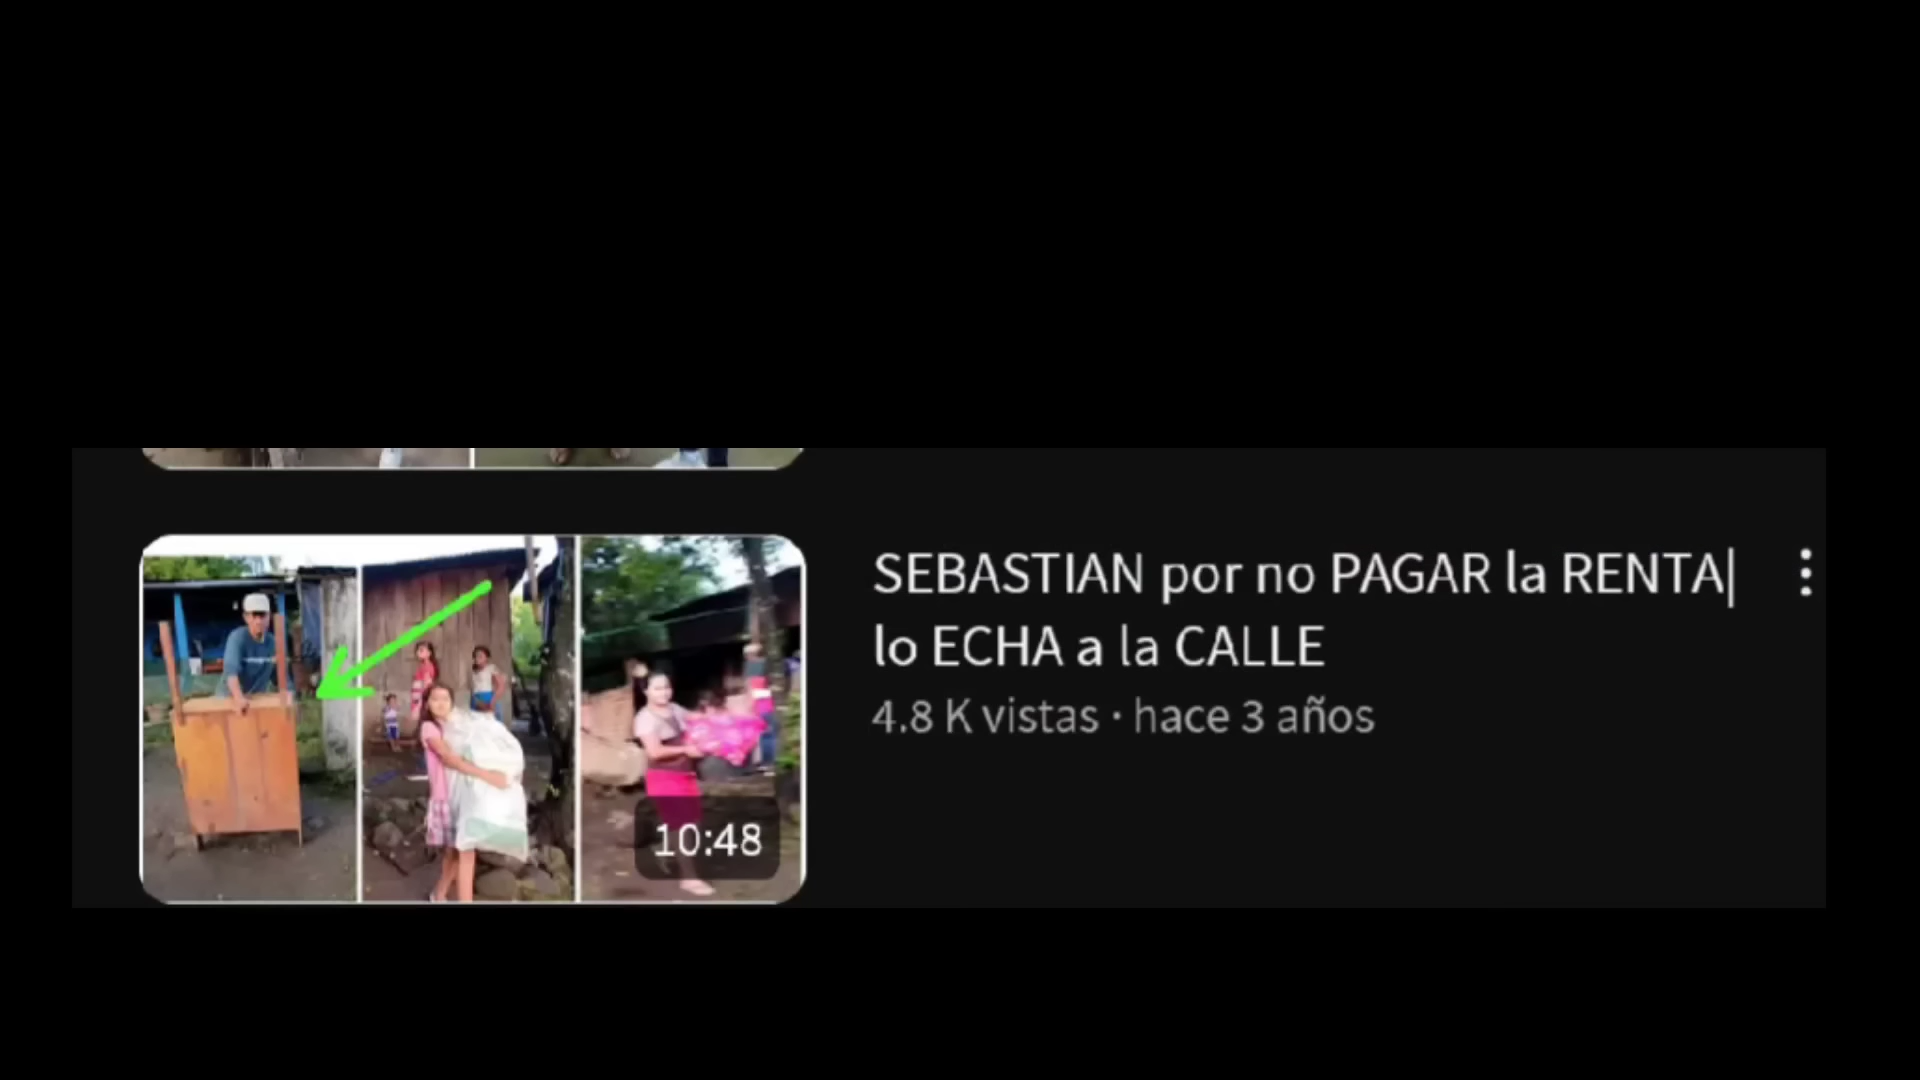 SEBASTIAN por no PAGAR la RENTA|
lo ECHA a la CALLE
4.8 K vistas · hace 3 años
10:48